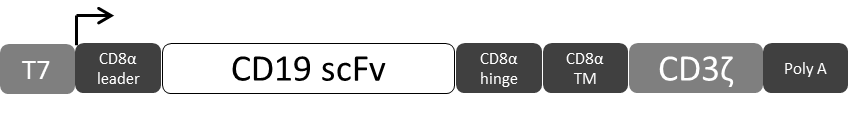 T7
CD8α
leader
CD19 scFv
CD8α
hinge
CD8α
TM
CD3ζ
Poly A